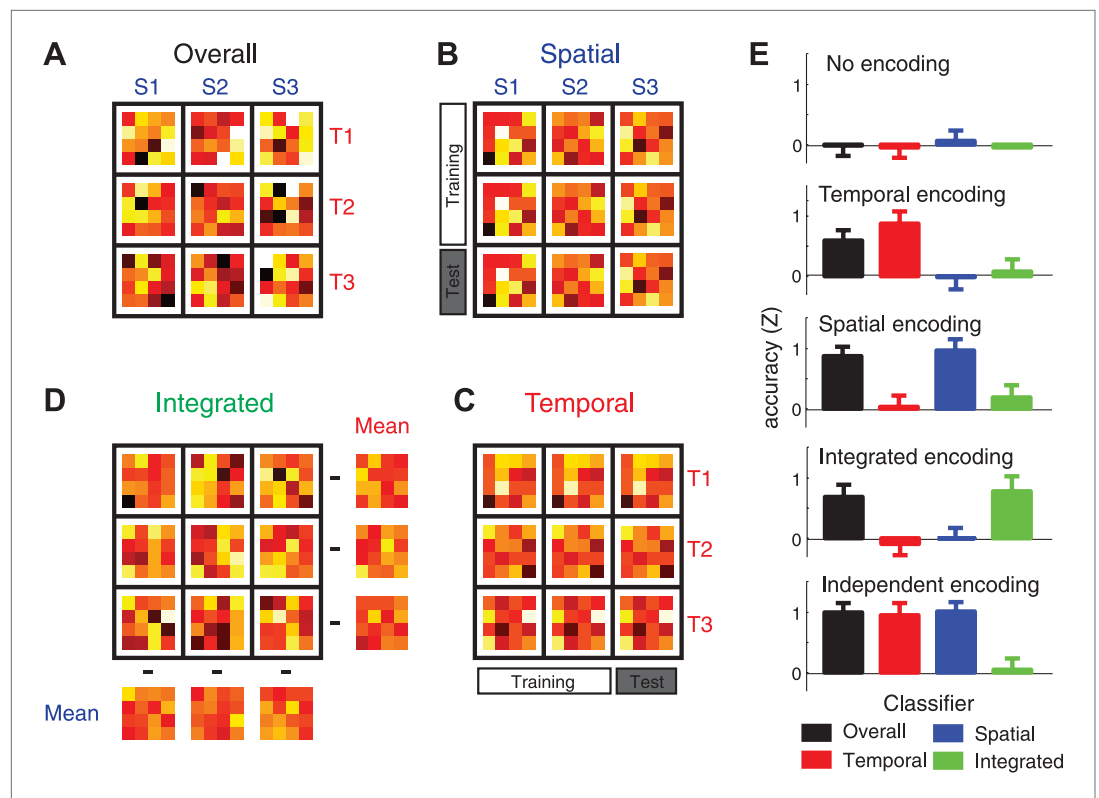 A
Overall
S1 S2 S3
T1
T2
T3
B
Spatial
S1 S2 S3
Training
Test
D
Integrated
Mean
-
-
-
- - -
Mean
C
Temporal
T1
T2
T3
Training Test
E
accuracy (Z)
No encoding
1
0
Temporal encoding
1
0
Spatial encoding
1
0
Integrated encoding
1
0
Independent encoding
1
0
Classifier
Overall Spatial
Temporal Integrated